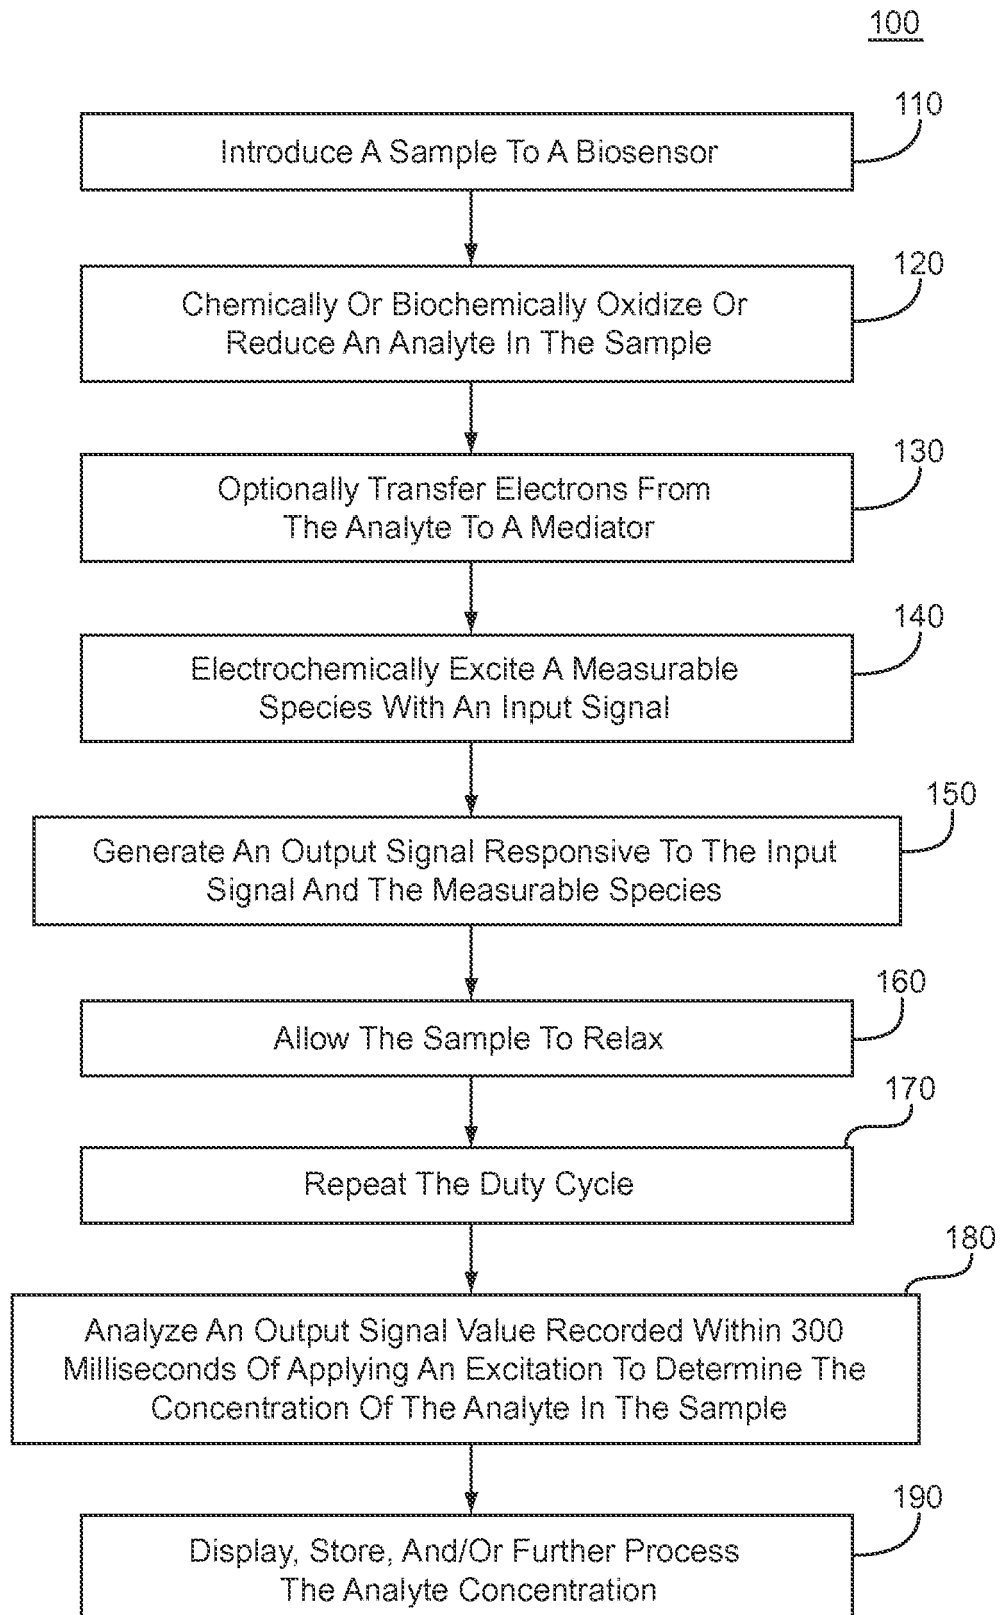 100
110
Introduce A Sample To A Biosensor
120
Chemically Or Biochemically Oxidize Or
Reduce An Analyte In The Sample
130
Optionally Transfer Electrons From
The Analyte To A Mediator
140
Electrochemically Excite A Measurable
Species With An Input Signal
150
Generate An Output Signal Responsive To The Input
Signal And The Measurable Species
160
Allow The Sample To Relax
170
Repeat The Duty Cycle
180
Analyze An Output Signal Value Recorded Within 300
Milliseconds Of Applying An Excitation To Determine The
Concentration Of The Analyte In The Sample
190
Display, Store, And/Or Further Process
The Analyte Concentration